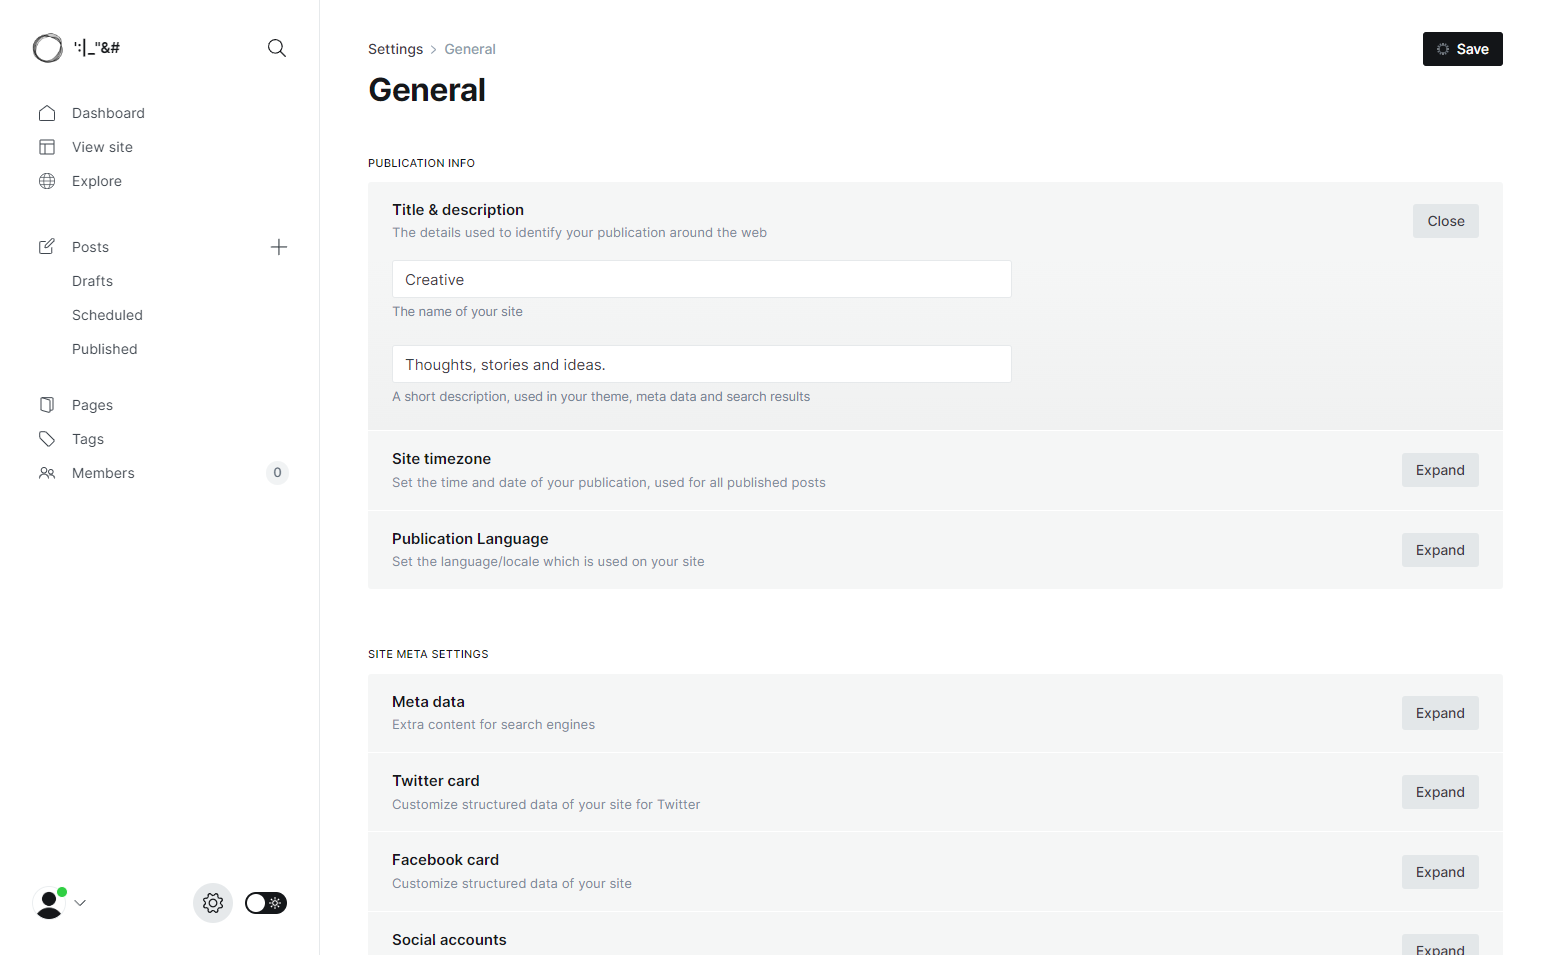 ':|_"&#
Dashboard
View site
Explore
Posts
Drafts
Scheduled
Published
Pages
Tags
Members
0
Settings > General
Save
General
PUBLICATION INFO
Title & description
The details used to identify your publication around the web
Close
Creative
The name of your site
Thoughts, stories and ideas.
A short description, used in your theme, meta data and search results
Site timezone
Set the time and date of your publication, used for all published posts
Expand
Publication Language
Set the language/locale which is used on your site
Expand
SITE META SETTINGS
Meta data
Extra content for search engines
Expand
Twitter card
Customize structured data of your site for Twitter
Expand
Facebook card
Customize structured data of your site
Expand
Social accounts
Expand